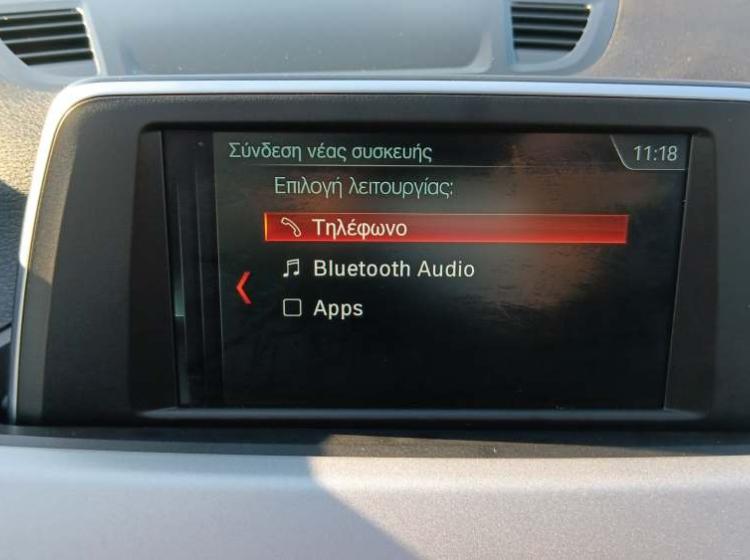 Σύνδεση νέας συσκευής 11:18
Επιλογή λειτουργίας:
Τηλέφωνο
Bluetooth Audio
Apps